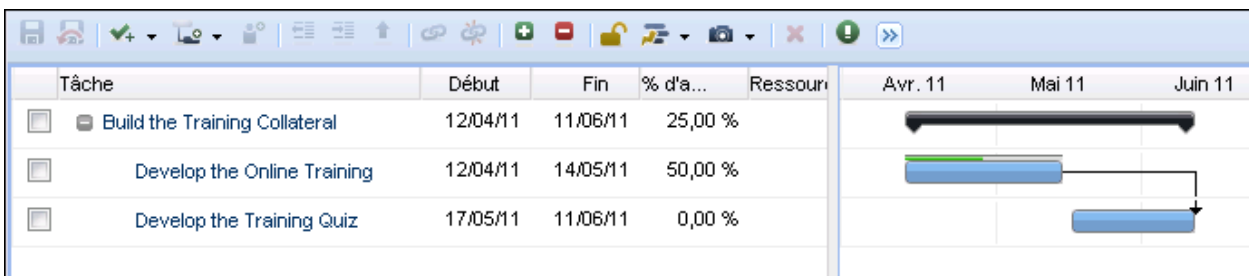 Tâche Début Fin % d'a... Ressour Avr. 11 Mai 11 Juin 11
Build the Training Collateral 12/04/11 11/06/11 25,00 %
Develop the Online Training 12/04/11 14/05/11 50,00 %
Develop the Training Quiz 17/05/11 11/06/11 0,00 %